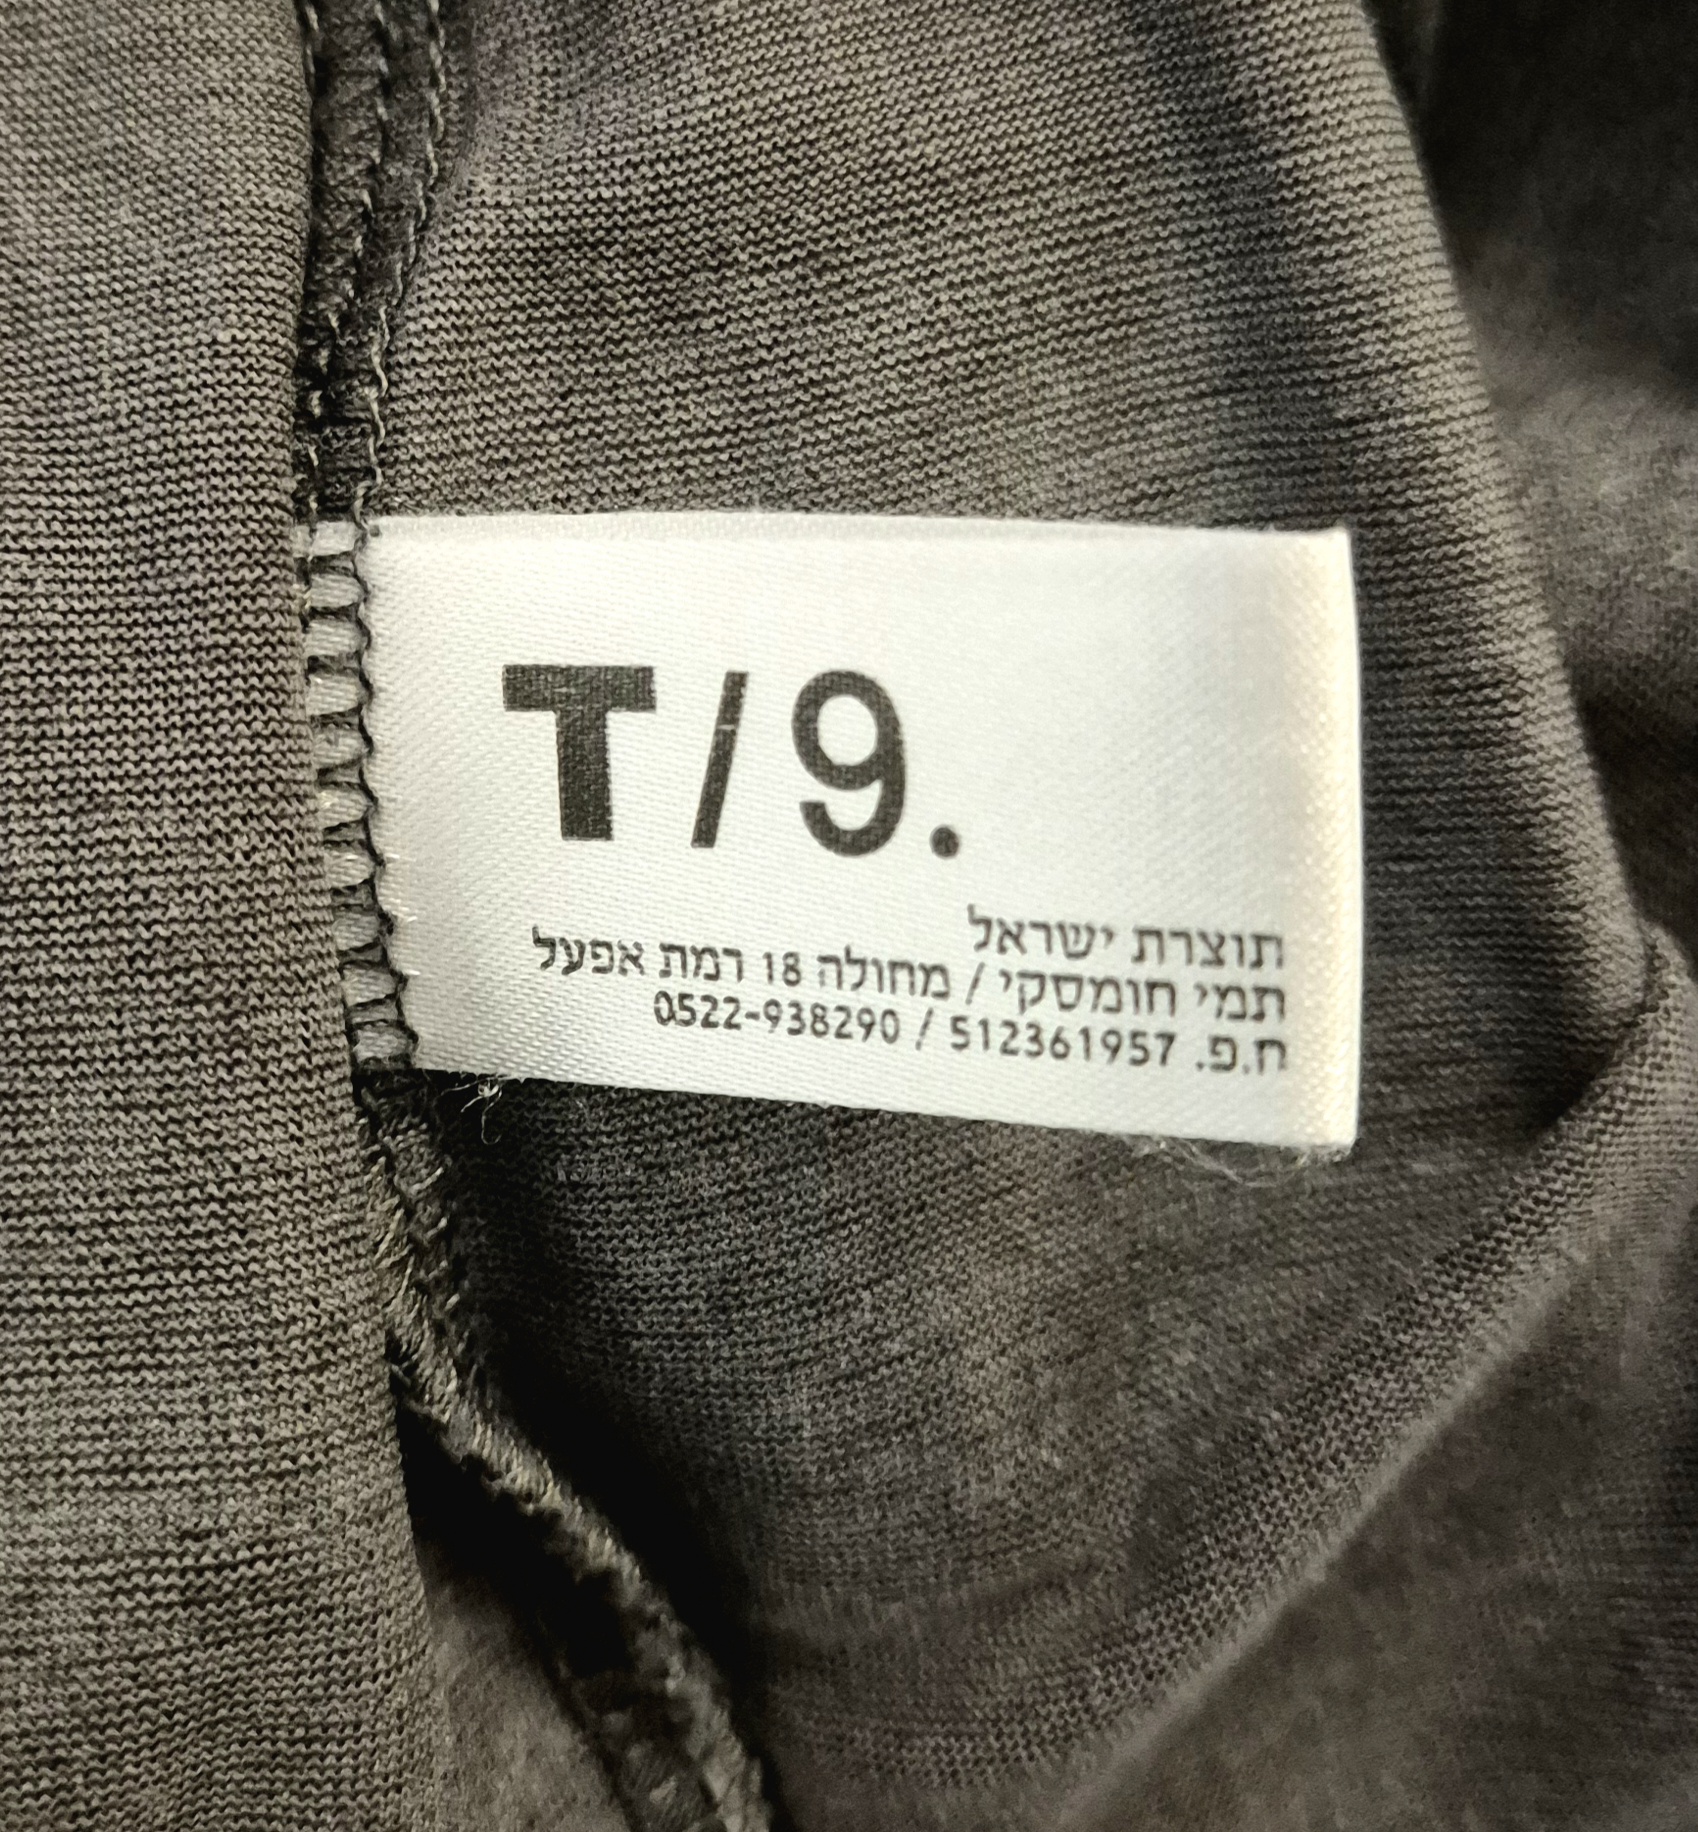 T/9.
תוצרת ישראל
תמי חומסקי / מחולה 18 רמת אפעל
ח.פ. 512361957 / 0522-938290